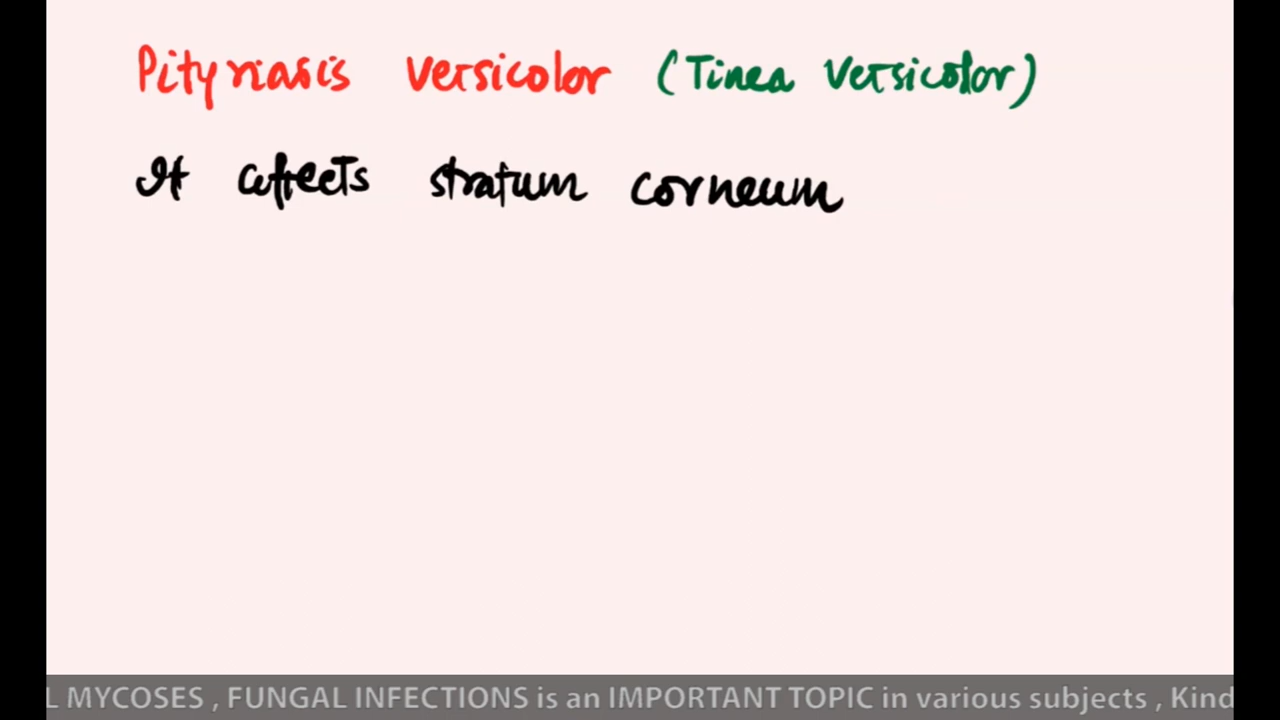 Pityriasis versicolor (Tinea versicolor)
It affects stratum corneum
L MYCOSES , FUNGAL INFECTIONS is an IMPORTANT TOPIC in various subjects , Kind